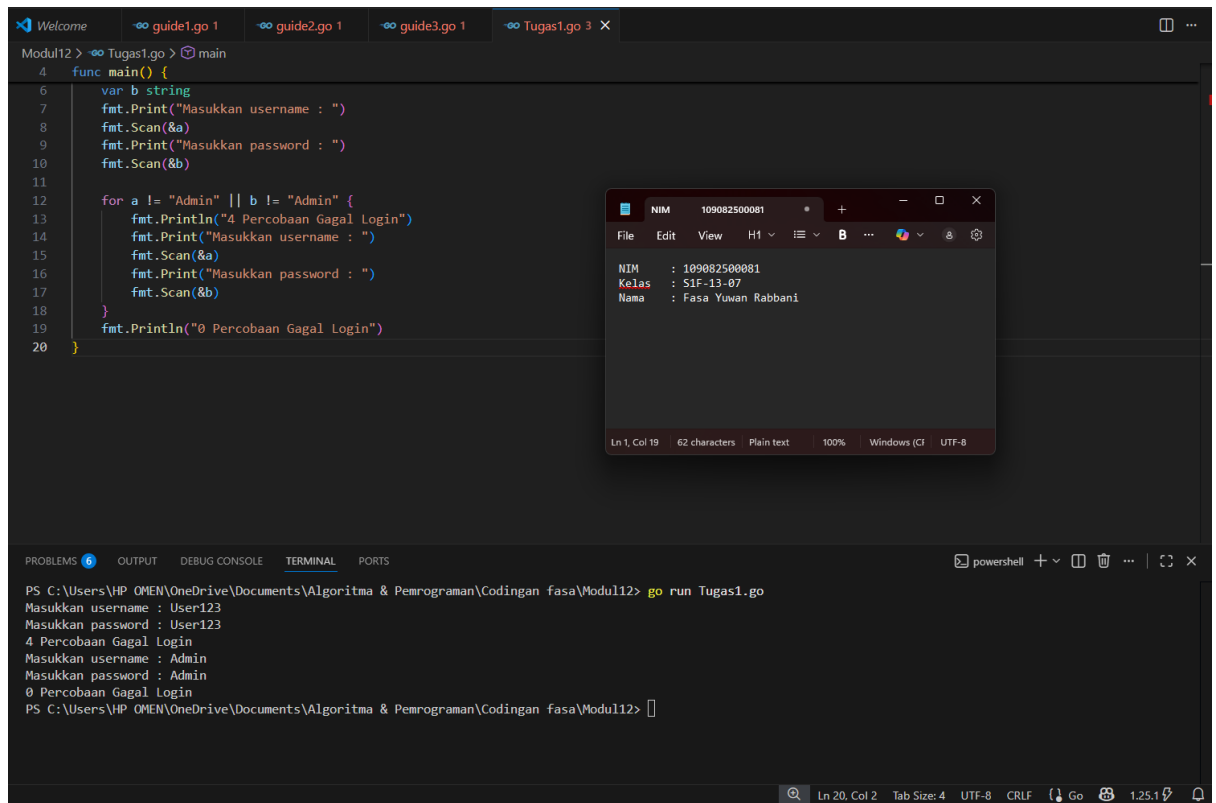 Welcome guide1.go 1 guide2.go 1 guide3.go 1 Tugas1.go 3
Modul12 > Tugas1.go > main
4 func main() {
6 var b string
7 fmt.Print("Masukkan username : ")
8 fmt.Scan(&a)
9 fmt.Print("Masukkan password : ")
10 fmt.Scan(&b)
11
12 for a != "Admin" || b != "Admin" {
13 fmt.Println("4 Percobaan Gagal Login")
14 fmt.Print("Masukkan username : ")
15 fmt.Scan(&a)
16 fmt.Print("Masukkan password : ")
17 fmt.Scan(&b)
18 }
19 fmt.Println("0 Percobaan Gagal Login")
20 }
NIM 109082500081
File Edit View H1 B
NIM : 109082500081
Kelas : S1F-13-07
Nama : Fasa Yuwan Rabbani
Ln 1, Col 19 62 characters Plain text 100% Windows (CF UTF-8
PROBLEMS 6 OUTPUT DEBUG CONSOLE TERMINAL PORTS powershell
PS C:\Users\HP OMEN\OneDrive\Documents\Algoritma & Pemrograman\Codingan fasa\Modul12> go run Tugas1.go
Masukkan username : User123
Masukkan password : User123
4 Percobaan Gagal Login
Masukkan username : Admin
Masukkan password : Admin
0 Percobaan Gagal Login
PS C:\Users\HP OMEN\OneDrive\Documents\Algoritma & Pemrograman\Codingan fasa\Modul12>
Ln 20, Col 2 Tab Size: 4 UTF-8 CRLF Go 1.25.1